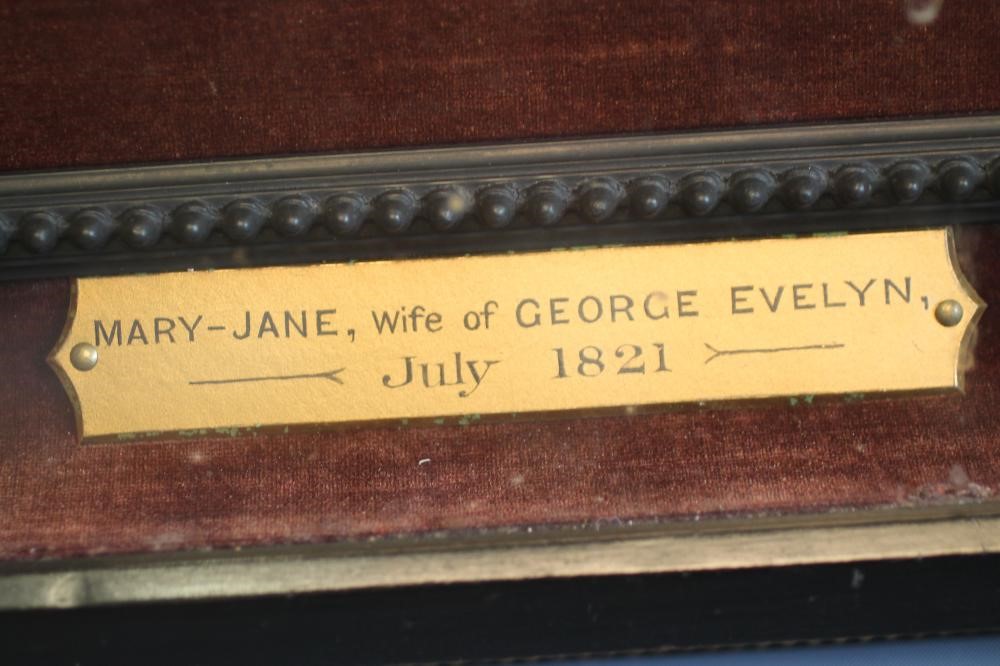 MARY-JANE, Wife of GEORGE EVELYN,
July 1821